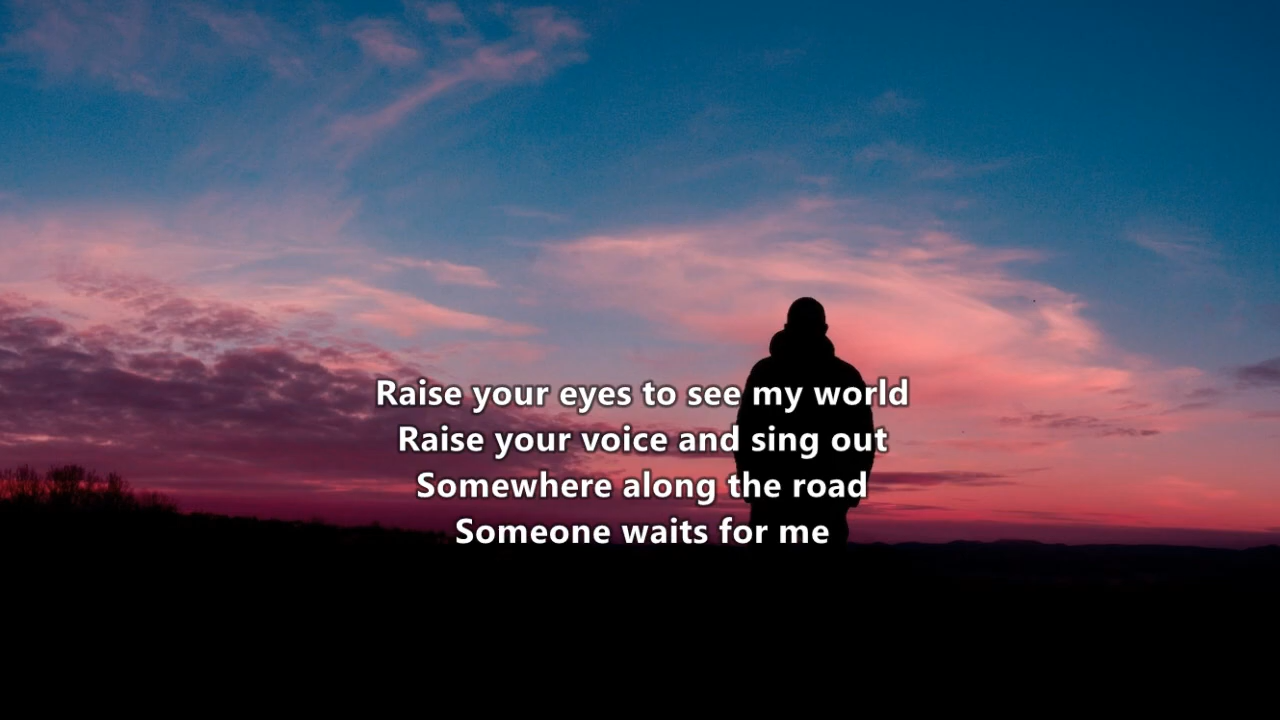 Raise your eyes to see my world
Raise your voice and sing out
Somewhere along the road
Someone waits for me